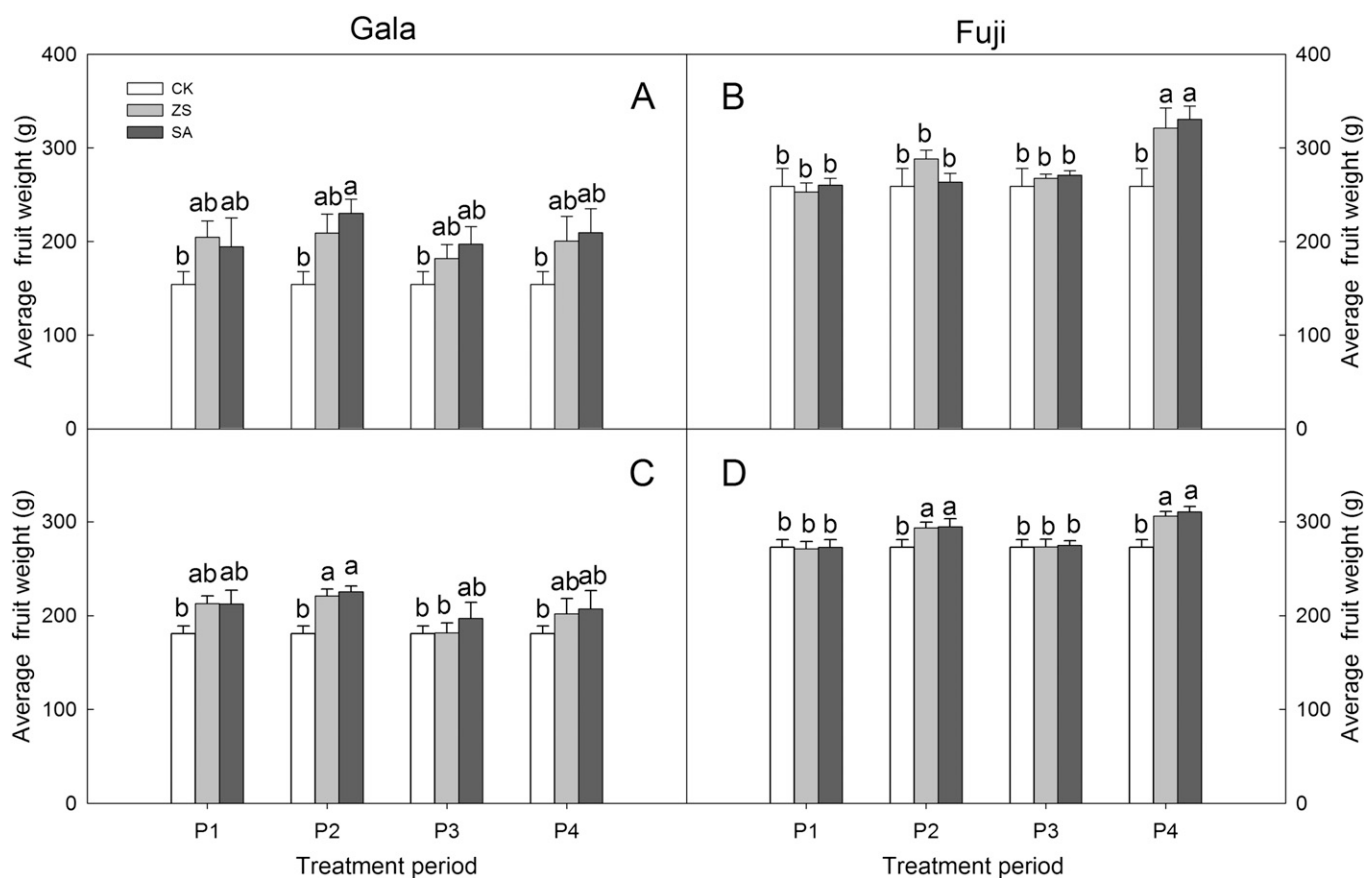 Gala Fuji
400 400
CK
ZS
SA
A B
300 300
200 200
100 100
0 0
Average fruit weight (g)
Average fruit weight (g)
b ab ab b ab a b ab ab b ab ab
b b b b b b b b b b a a
C D
300 300
200 200
100 100
0 0
Average fruit weight (g)
Average fruit weight (g)
b ab ab b a a b b ab b ab ab
b b b b a a b b b b a a
P1 P2 P3 P4 P1 P2 P3 P4
Treatment period Treatment period